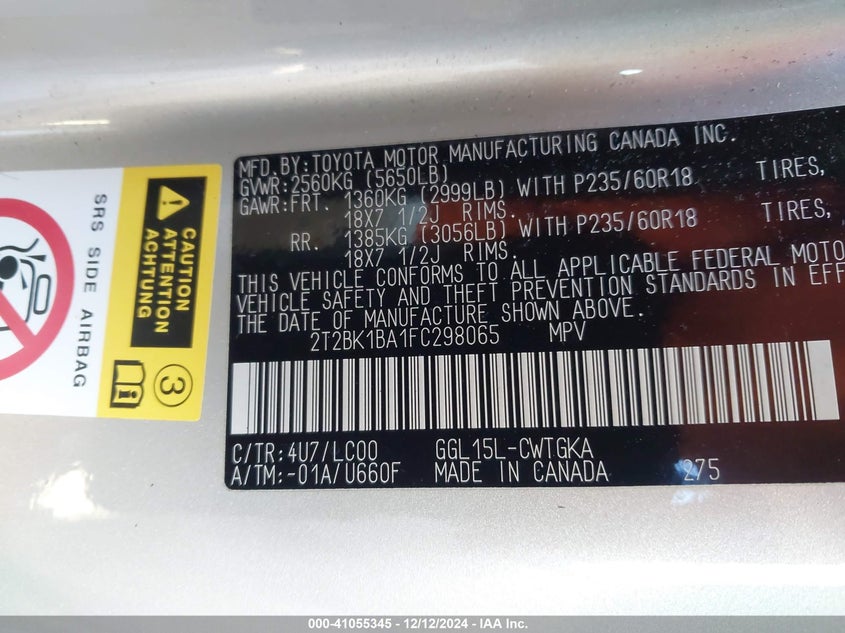 MFD.BY:TOYOTA MOTOR MANUFACTURING CANADA INC.
GVWR:2560KG (5650LB)
GAWR:FRT. 1360KG (2999LB) WITH P235/60R18 TIRES,
18X7 1/2J RIMS.
RR. 1385KG (3056LB) WITH P235/60R18 TIRES,
18X7 1/2J RIMS.
THIS VEHICLE CONFORMS TO ALL APPLICABLE FEDERAL MOTO
VEHICLE SAFETY AND THEFT PREVENTION STANDARDS IN EFF
THE DATE OF MANUFACTURE SHOWN ABOVE.
2T2BK1BA1FC298065 MPV
C/TR:4U7/LC00 GGL15L-CWTGKA
A/TM:-01A/U660F MADE IN CANADA 275
SRS SIDE AIRBAG
CAUTION
ATTENTION
ACHTUNG
i
3
000-41055345 - 12/12/2024 - IAA Inc.